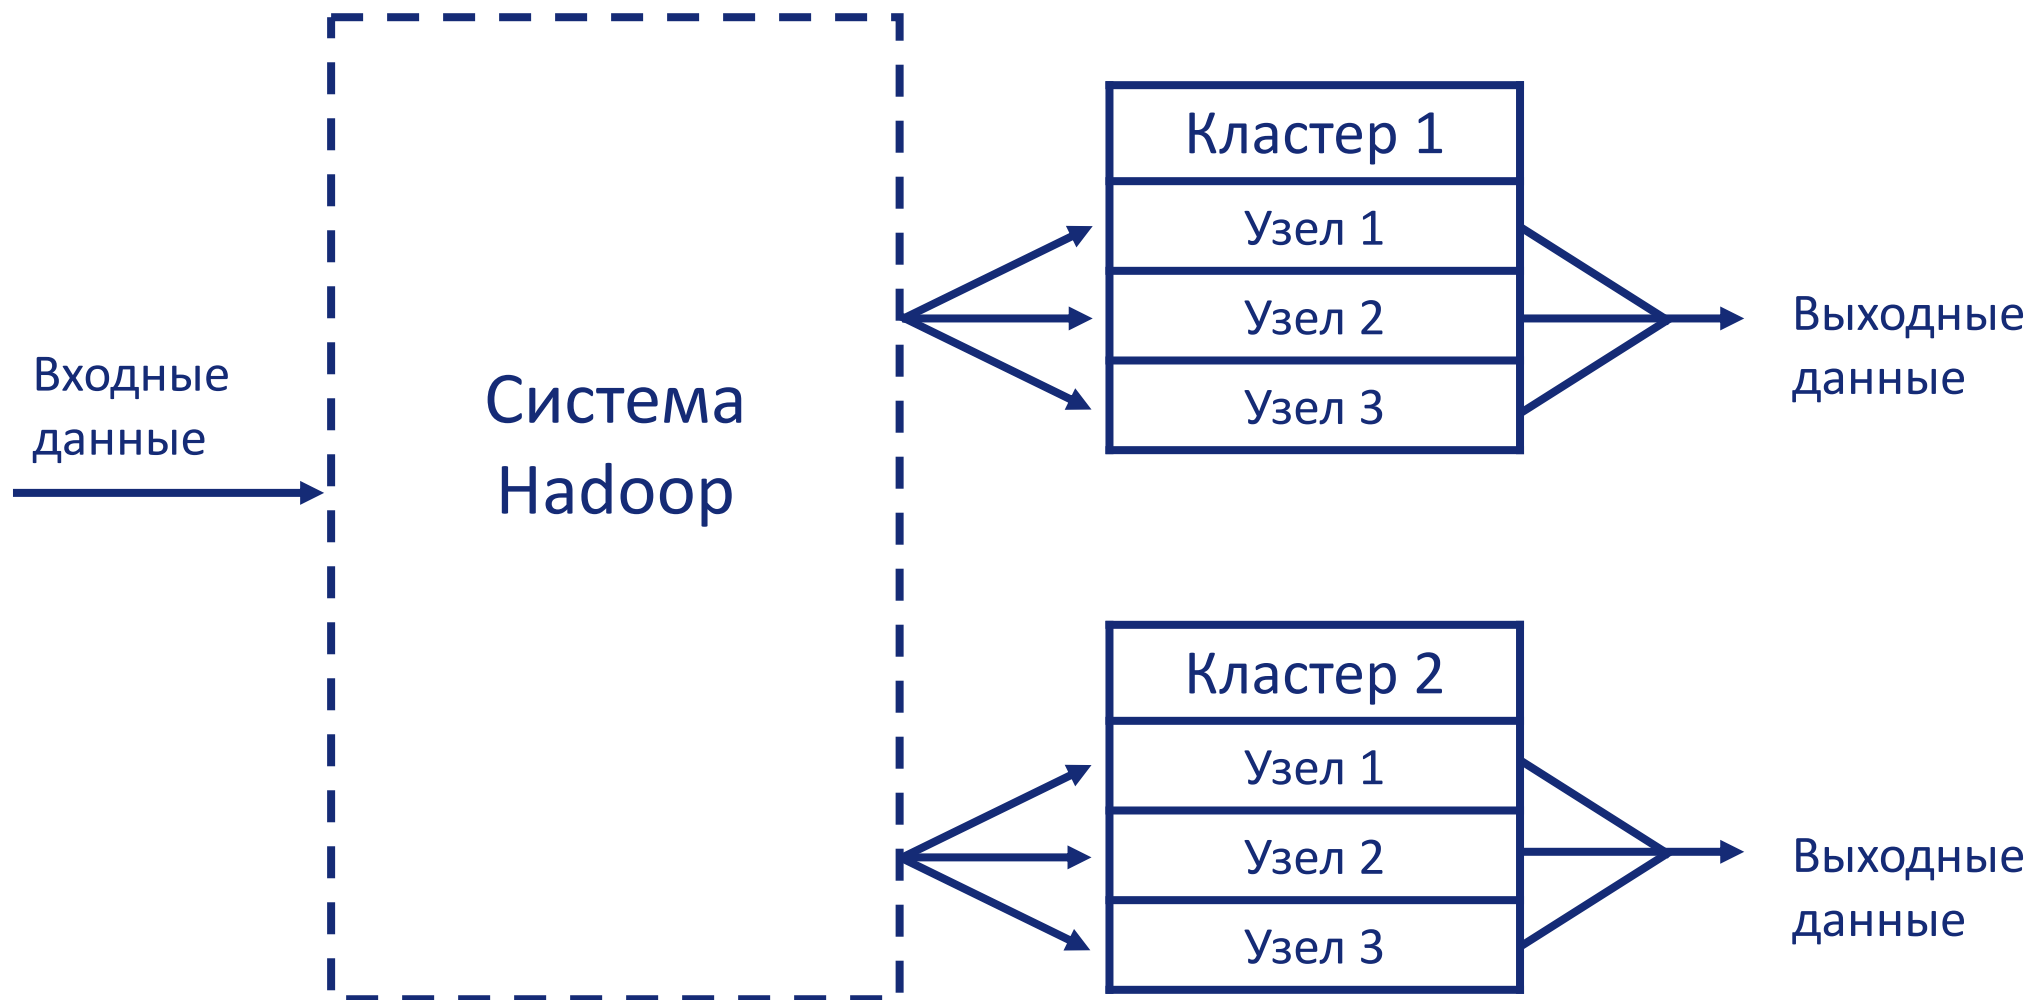 Входные
данные
Система
Hadoop
Кластер 1
Узел 1
Узел 2
Узел 3
Выходные
данные
Кластер 2
Узел 1
Узел 2
Узел 3
Выходные
данные